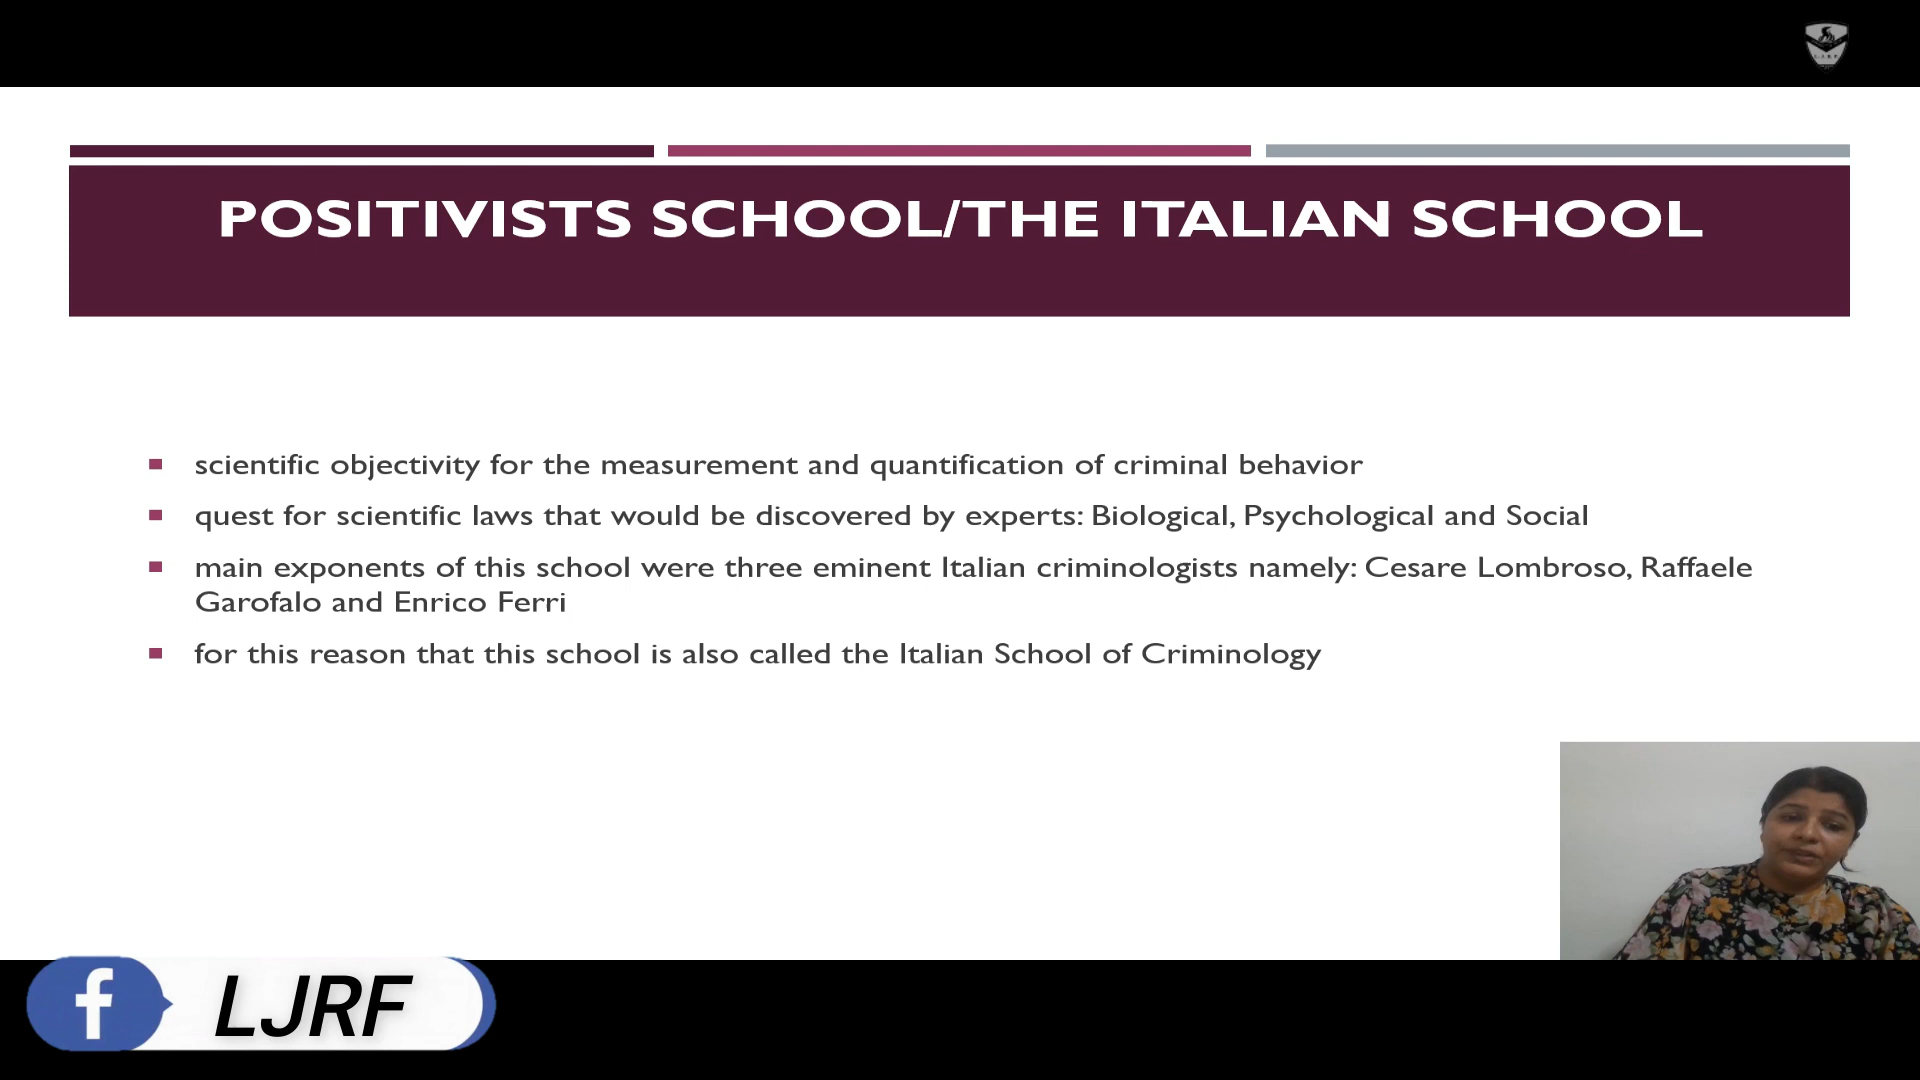 POSITIVISTS SCHOOL/THE ITALIAN SCHOOL
scientific objectivity for the measurement and quantification of criminal behavior
quest for scientific laws that would be discovered by experts: Biological, Psychological and Social
main exponents of this school were three eminent Italian criminologists namely: Cesare Lombroso, Raffaele
Garofalo and Enrico Ferri
for this reason that this school is also called the Italian School of Criminology
f LJRF